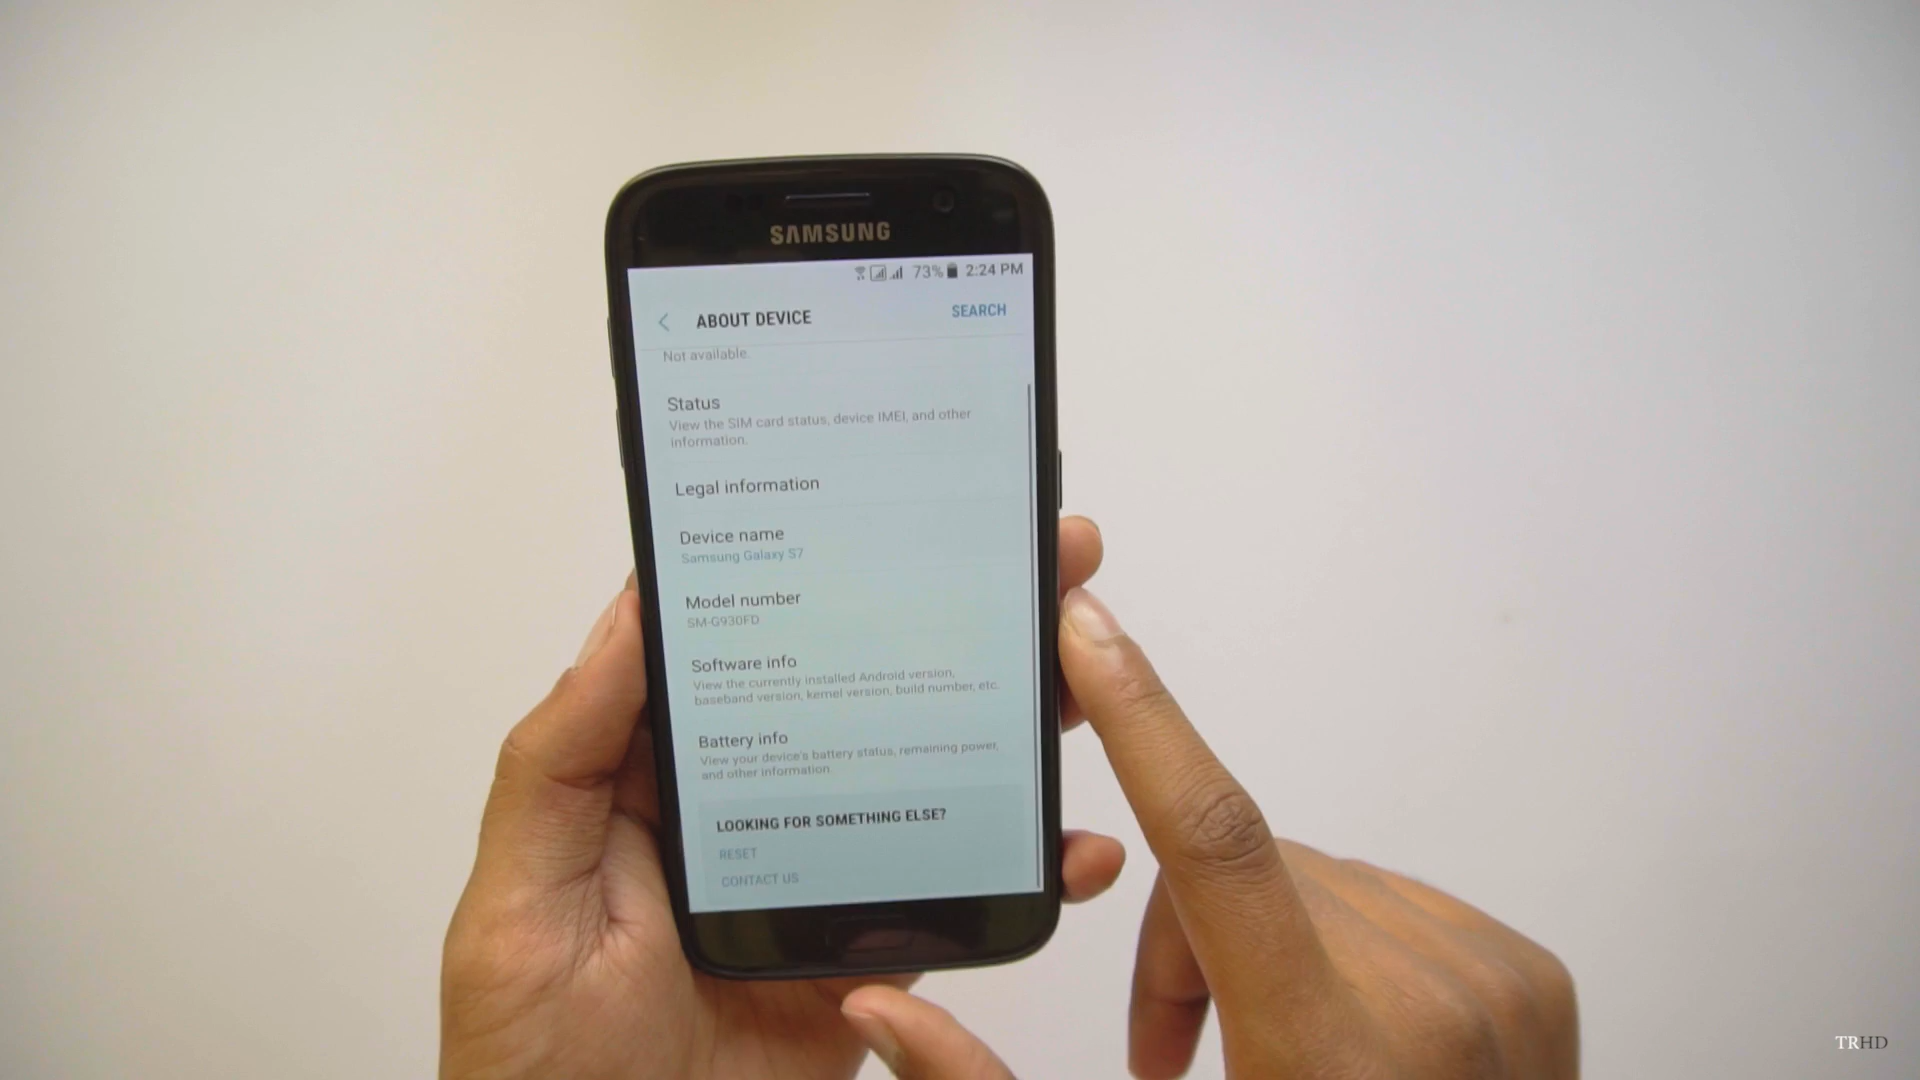 SAMSUNG
73% 2:24 PM
ABOUT DEVICE
SEARCH
Not available.
Status
View the SIM card status, device IMEI, and other
information.
Legal information
Device name
Samsung Galaxy S7
Model number
SM-G930FD
Software info
View the currently installed Android version,
baseband version, kernel version, build number, etc.
Battery info
View your device's battery status, remaining power,
and other information.
LOOKING FOR SOMETHING ELSE?
RESET
CONTACT US
TRHD